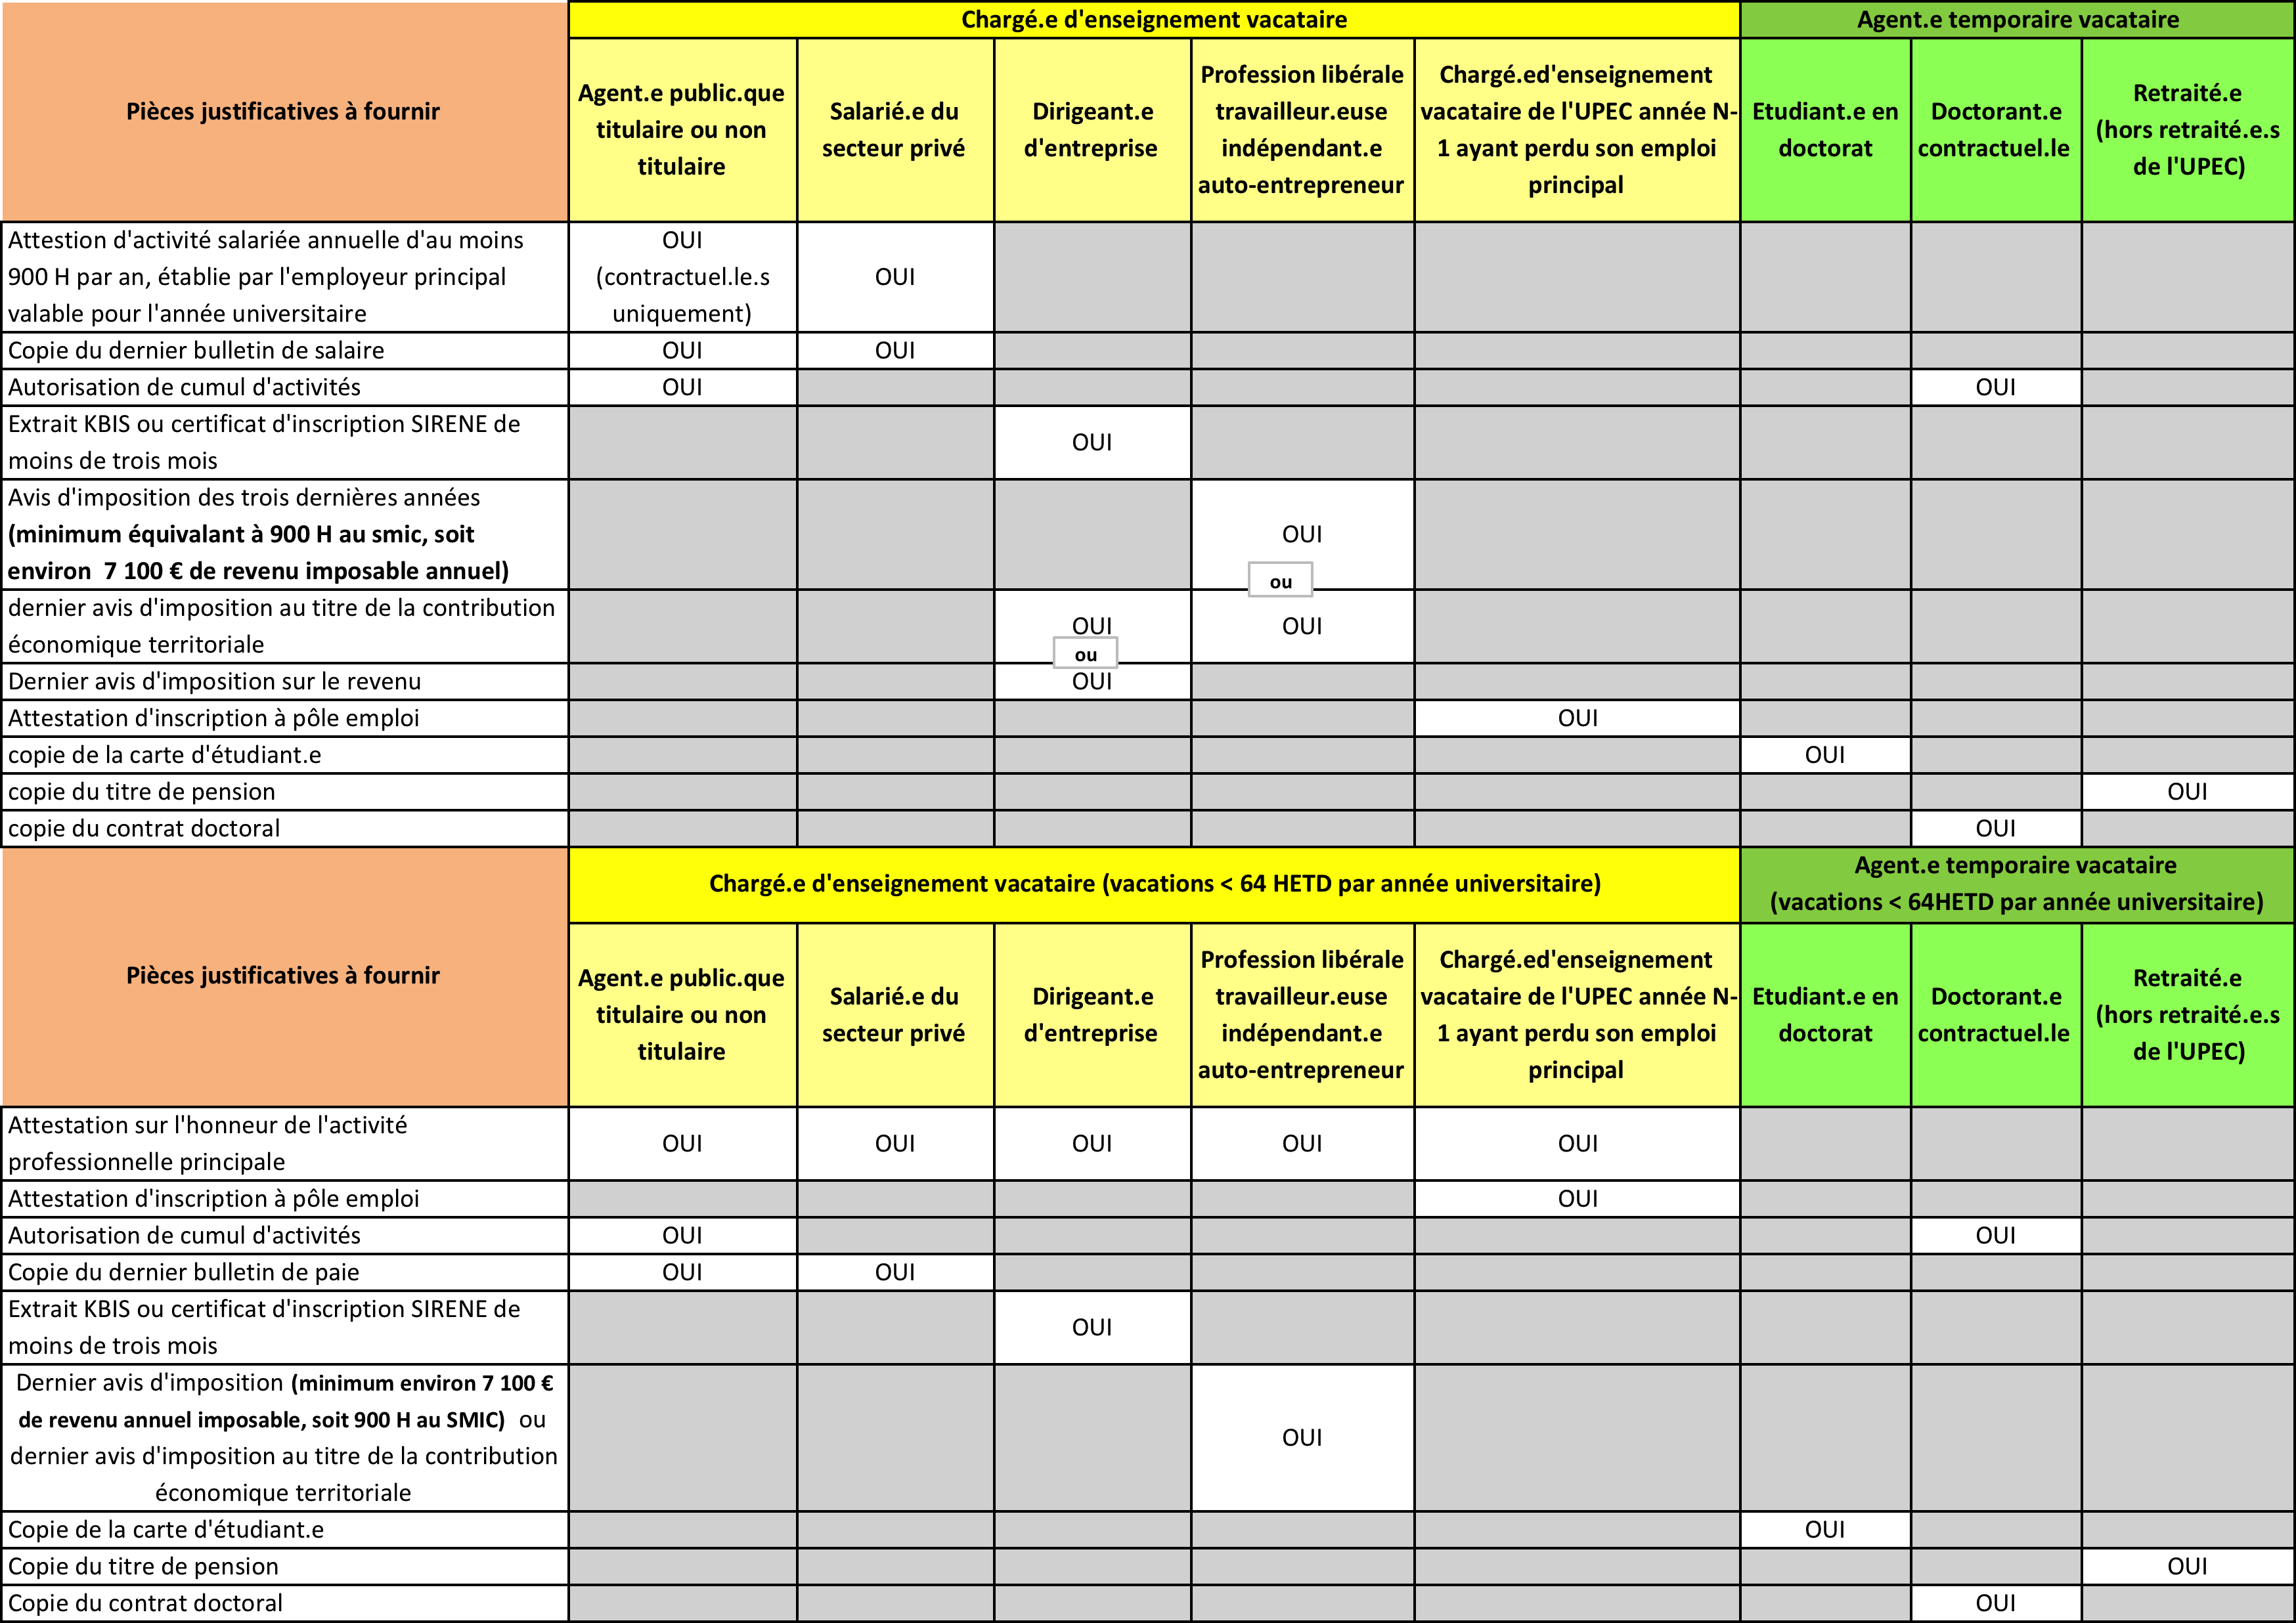 Chargé.e d'enseignement vacataire
Agent.e temporaire vacataire
Pièces justificatives à fournir
Agent.e public.que
titulaire ou non
titulaire
Salarié.e du
secteur privé
Dirigeant.e
d'entreprise
Profession libérale
travailleur.euse
indépendant.e
auto-entrepreneur
Chargé.ed'enseignement
vacataire de l'UPEC année N-
1 ayant perdu son emploi
principal
Etudiant.e en
doctorat
Doctorant.e
contractuel.le
Retraité.e
(hors retraité.e.s
de l'UPEC)
Attestion d'activité salariée annuelle d'au moins
900 H par an, établie par l'employeur principal
valable pour l'année universitaire
OUI
(contractuel.le.s
uniquement)
OUI
Copie du dernier bulletin de salaire
OUI
OUI
Autorisation de cumul d'activités
OUI
OUI
Extrait KBIS ou certificat d'inscription SIRENE de
moins de trois mois
OUI
Avis d'imposition des trois dernières années
(minimum équivalant à 900 H au smic, soit
environ  7 100 € de revenu imposable annuel)
OUI
ou
dernier avis d'imposition au titre de la contribution
économique territoriale
OUI
ou
OUI
Dernier avis d'imposition sur le revenu
OUI
Attestation d'inscription à pôle emploi
OUI
copie de la carte d'étudiant.e
OUI
copie du titre de pension
OUI
copie du contrat doctoral
OUI
Pièces justificatives à fournir
Chargé.e d'enseignement vacataire (vacations < 64 HETD par année universitaire)
Agent.e temporaire vacataire
(vacations < 64HETD par année universitaire)
Agent.e public.que
titulaire ou non
titulaire
Salarié.e du
secteur privé
Dirigeant.e
d'entreprise
Profession libérale
travailleur.euse
indépendant.e
auto-entrepreneur
Chargé.ed'enseignement
vacataire de l'UPEC année N-
1 ayant perdu son emploi
principal
Etudiant.e en
doctorat
Doctorant.e
contractuel.le
Retraité.e
(hors retraité.e.s
de l'UPEC)
Attestation sur l'honneur de l'activité
professionnelle principale
OUI
OUI
OUI
OUI
OUI
Attestation d'inscription à pôle emploi
OUI
Autorisation de cumul d'activités
OUI
OUI
Copie du dernier bulletin de paie
OUI
OUI
Extrait KBIS ou certificat d'inscription SIRENE de
moins de trois mois
OUI
Dernier avis d'imposition (minimum environ 7 100 €
de revenu annuel imposable, soit 900 H au SMIC)  ou
dernier avis d'imposition au titre de la contribution
économique territoriale
OUI
Copie de la carte d'étudiant.e
OUI
Copie du titre de pension
OUI
Copie du contrat doctoral
OUI